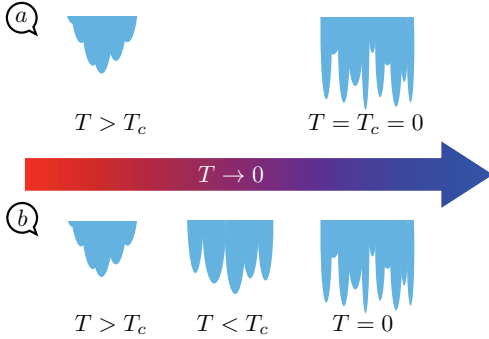 a
T > T_c
T = T_c = 0
T → 0
b
T > T_c
T < T_c
T = 0